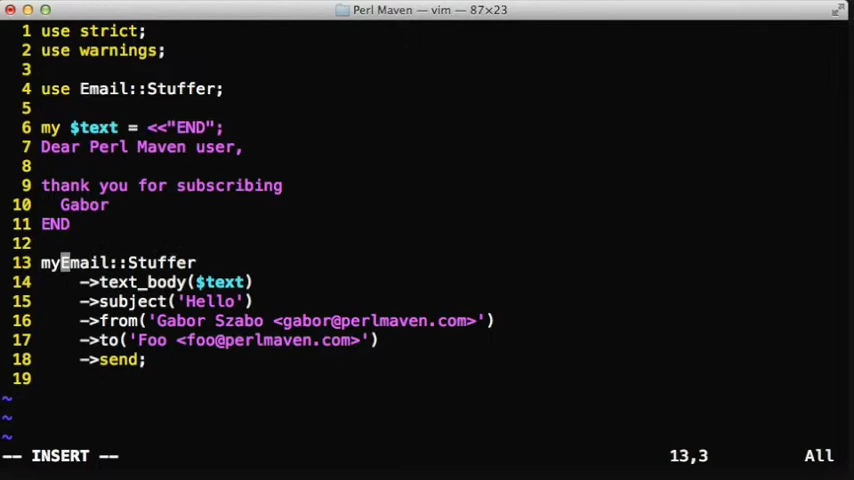 Perl Maven — vim — 87×23
1 use strict;
2 use warnings;
3
4 use Email::Stuffer;
5
6 my $text = <<"END";
7 Dear Perl Maven user,
8
9 thank you for subscribing
10   Gabor
11 END
12
13 myEmail::Stuffer
14     ->text_body($text)
15     ->subject('Hello')
16     ->from('Gabor Szabo <gabor@perlmaven.com>')
17     ->to('Foo <foo@perlmaven.com>')
18     ->send;
19
~
~
~
-- INSERT -- 13,3 All